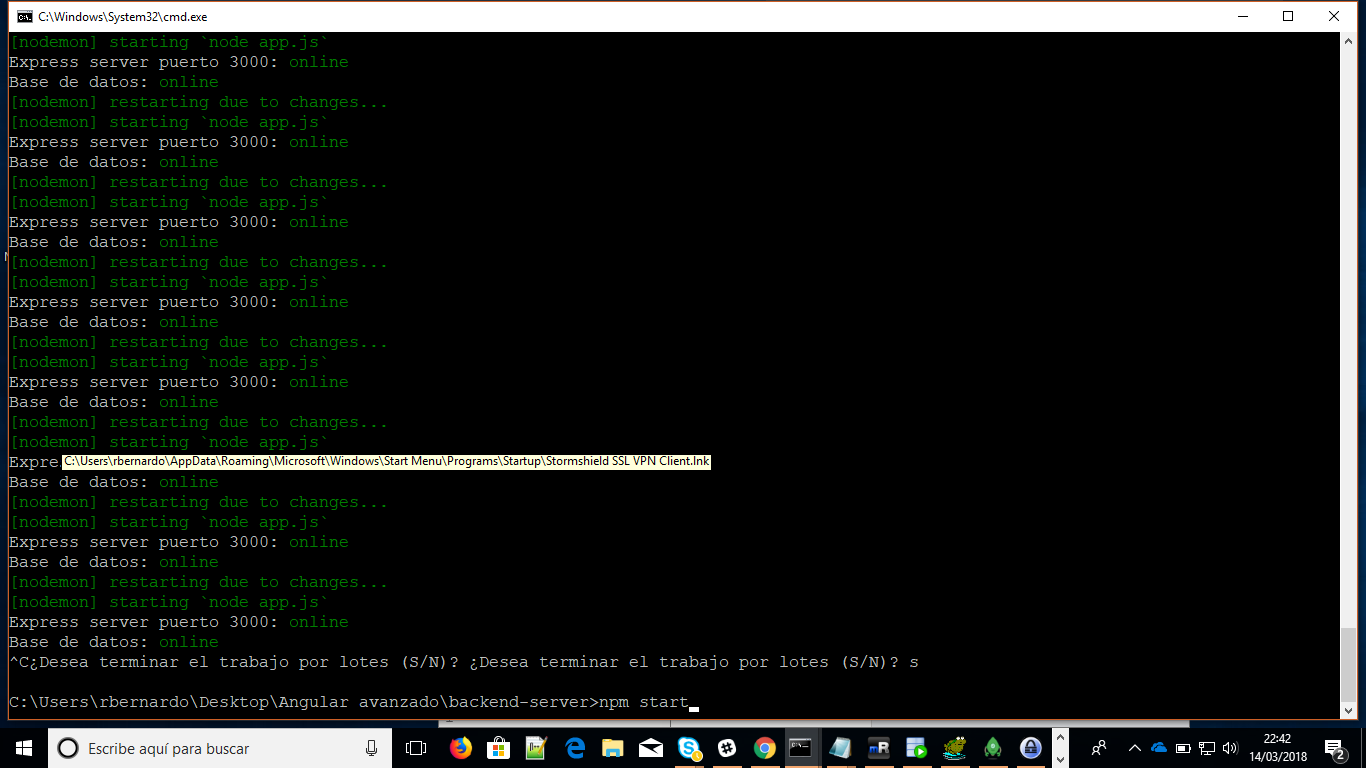 C:\Windows\System32\cmd.exe
[nodemon] starting `node app.js`
Express server puerto 3000: online
Base de datos: online
[nodemon] restarting due to changes...
[nodemon] starting `node app.js`
Express server puerto 3000: online
Base de datos: online
[nodemon] restarting due to changes...
[nodemon] starting `node app.js`
Express server puerto 3000: online
Base de datos: online
[nodemon] restarting due to changes...
[nodemon] starting `node app.js`
Express server puerto 3000: online
Base de datos: online
[nodemon] restarting due to changes...
[nodemon] starting `node app.js`
Express server puerto 3000: online
Base de datos: online
[nodemon] restarting due to changes...
[nodemon] starting `node app.js`
Expre C:\Users\rbernardo\AppData\Roaming\Microsoft\Windows\Start Menu\Programs\Startup\Stormshield SSL VPN Client.lnk
Base de datos: online
[nodemon] restarting due to changes...
[nodemon] starting `node app.js`
Express server puerto 3000: online
Base de datos: online
[nodemon] restarting due to changes...
[nodemon] starting `node app.js`
Express server puerto 3000: online
Base de datos: online
^C¿Desea terminar el trabajo por lotes (S/N)? ¿Desea terminar el trabajo por lotes (S/N)? s
C:\Users\rbernardo\Desktop\Angular avanzado\backend-server>npm start
Escribe aquí para buscar
22:42
14/03/2018
2